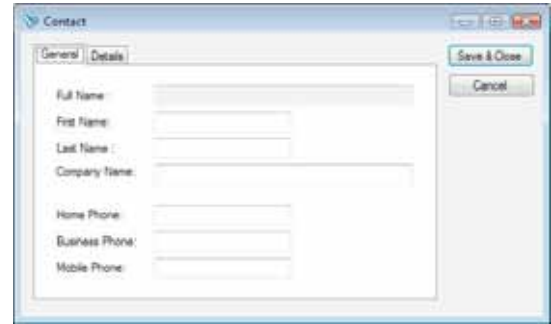 Contact
General Details
Save & Close
Cancel
Full Name :
First Name:
Last Name :
Company Name:
Home Phone:
Business Phone:
Mobile Phone: